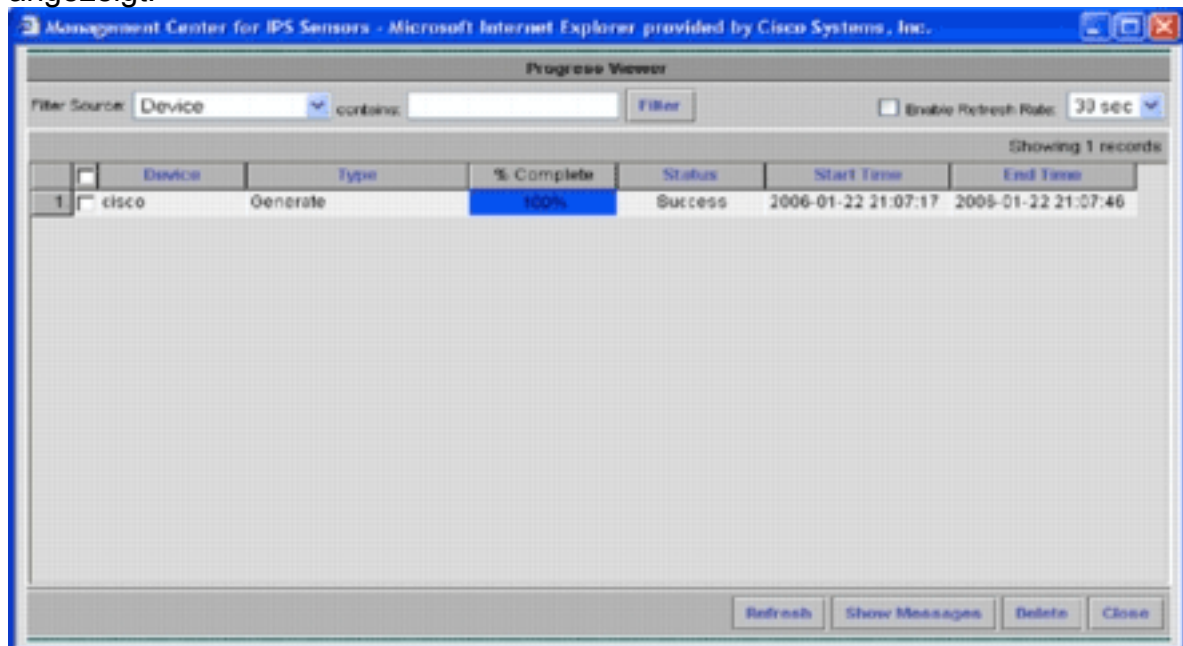 angezeigt.
Management Center for IPS Sensors - Microsoft Internet Explorer provided by Cisco Systems, Inc.
Progress Viewer
Filter Source: Device contains: Filter Enable Refresh Rate: 30 sec
Showing 1 records
Device Type % Complete Status Start Time End Time
1 cisco Generate 100% Success 2006-01-22 21:07:17 2006-01-22 21:07:46
Refresh Show Messages Delete Close